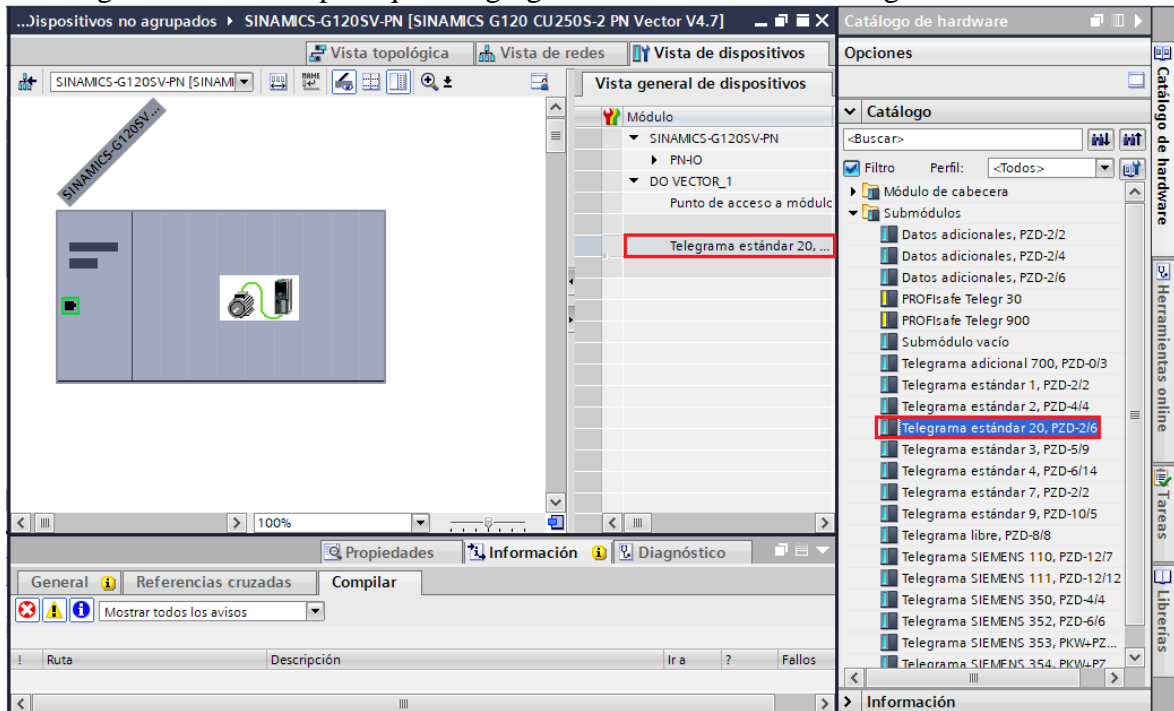 ...Dispositivos no agrupados ▸ SINAMICS-G120SV-PN [SINAMICS G120 CU250S-2 PN Vector V4.7]
Vista topológica
Vista de redes
Vista de dispositivos
SINAMICS-G120SV-PN [SINAMI
SINAMICS-G120SV...
Vista general de dispositivos
Módulo
SINAMICS-G120SV-PN
PN-IO
DO VECTOR_1
Punto de acceso a módulo
Telegrama estándar 20, ...
100%
Propiedades
Información
Diagnóstico
General
Referencias cruzadas
Compilar
Mostrar todos los avisos
! Ruta Descripción Ir a ? Fallos
Catálogo de hardware
Opciones
Catálogo
<Buscar>
Filtro Perfil: <Todos>
Módulo de cabecera
Submódulos
Datos adicionales, PZD-2/2
Datos adicionales, PZD-2/4
Datos adicionales, PZD-2/6
PROFIsafe Telegr 30
PROFIsafe Telegr 900
Submódulo vacío
Telegrama adicional 700, PZD-0/3
Telegrama estándar 1, PZD-2/2
Telegrama estándar 2, PZD-4/4
Telegrama estándar 20, PZD-2/6
Telegrama estándar 3, PZD-5/9
Telegrama estándar 4, PZD-6/14
Telegrama estándar 7, PZD-2/2
Telegrama estándar 9, PZD-10/5
Telegrama libre, PZD-8/8
Telegrama SIEMENS 110, PZD-12/7
Telegrama SIEMENS 111, PZD-12/12
Telegrama SIEMENS 350, PZD-4/4
Telegrama SIEMENS 352, PZD-6/6
Telegrama SIEMENS 353, PKW+PZ...
Telegrama SIEMENS 354, PKW+PZ
Información
Catálogo de hardware
Herramientas online
Tareas
Librerías